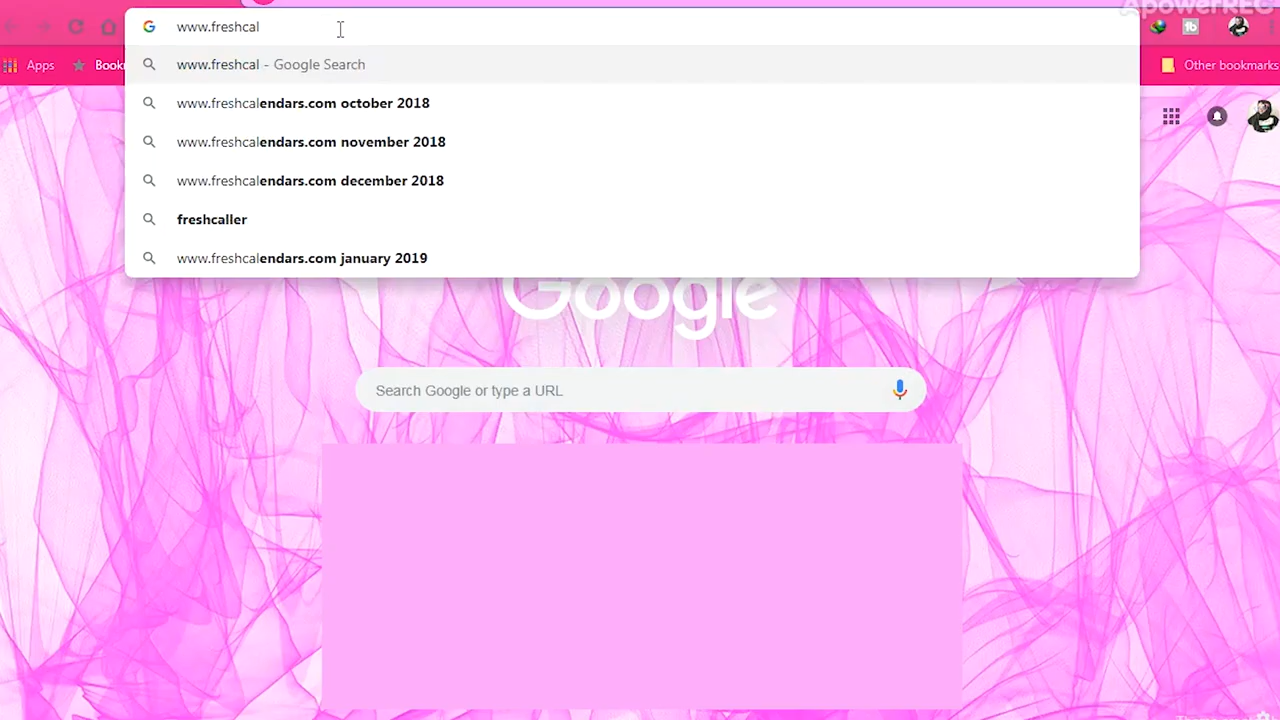 ApowerREC
www.freshcal
www.freshcal - Google Search
www.freshcalendars.com october 2018
www.freshcalendars.com november 2018
www.freshcalendars.com december 2018
freshcaller
www.freshcalendars.com january 2019
Apps
Bookm
Other bookmarks
Google
Search Google or type a URL